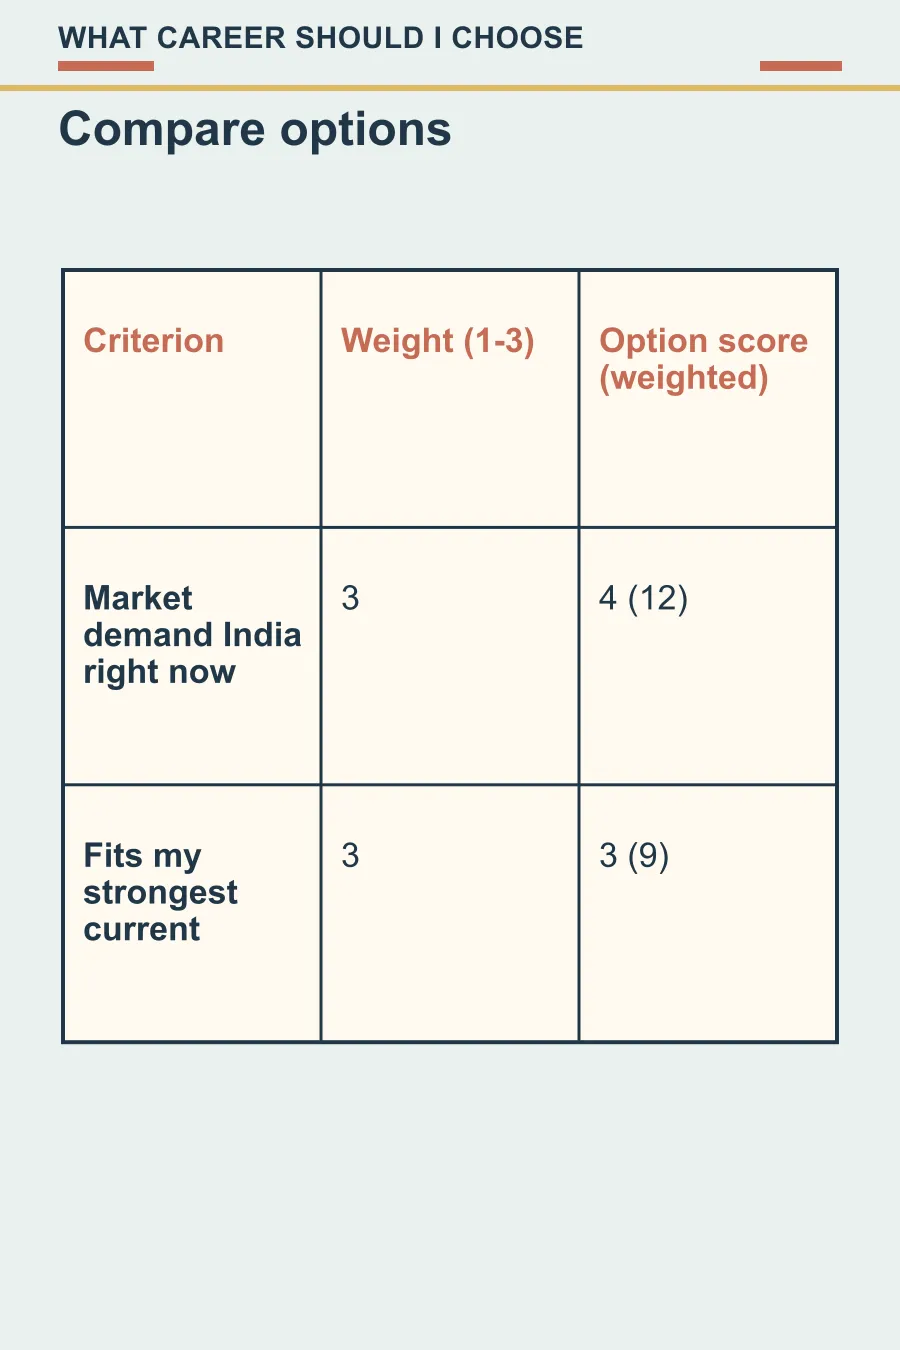 WHAT CAREER SHOULD I CHOOSE
Compare options
Criterion
Weight (1-3)
Option score
(weighted)
Market
demand India
right now
3
4 (12)
Fits my
strongest
current
3
3 (9)